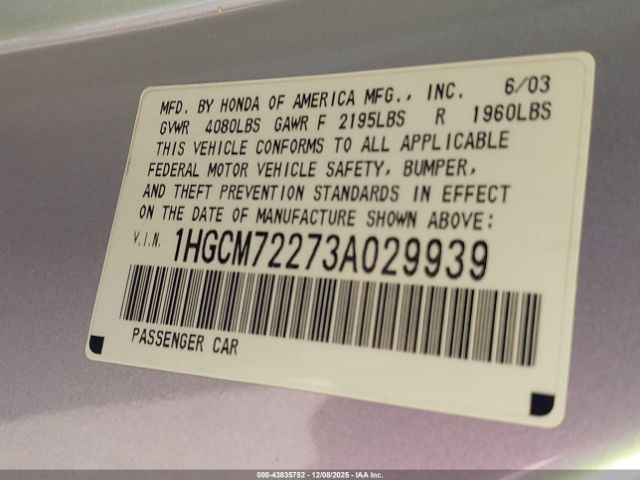 MFD. BY HONDA OF AMERICA MFG., INC. 6/03
GVWR 4080LBS GAWR F 2195LBS R 1960LBS
THIS VEHICLE CONFORMS TO ALL APPLICABLE
FEDERAL MOTOR VEHICLE SAFETY, BUMPER,
AND THEFT PREVENTION STANDARDS IN EFFECT
ON THE DATE OF MANUFACTURE SHOWN ABOVE:
V.I.N. 1HGCM72273A029939
PASSENGER CAR
000-43835752 - 12/08/2025 - IAA Inc.